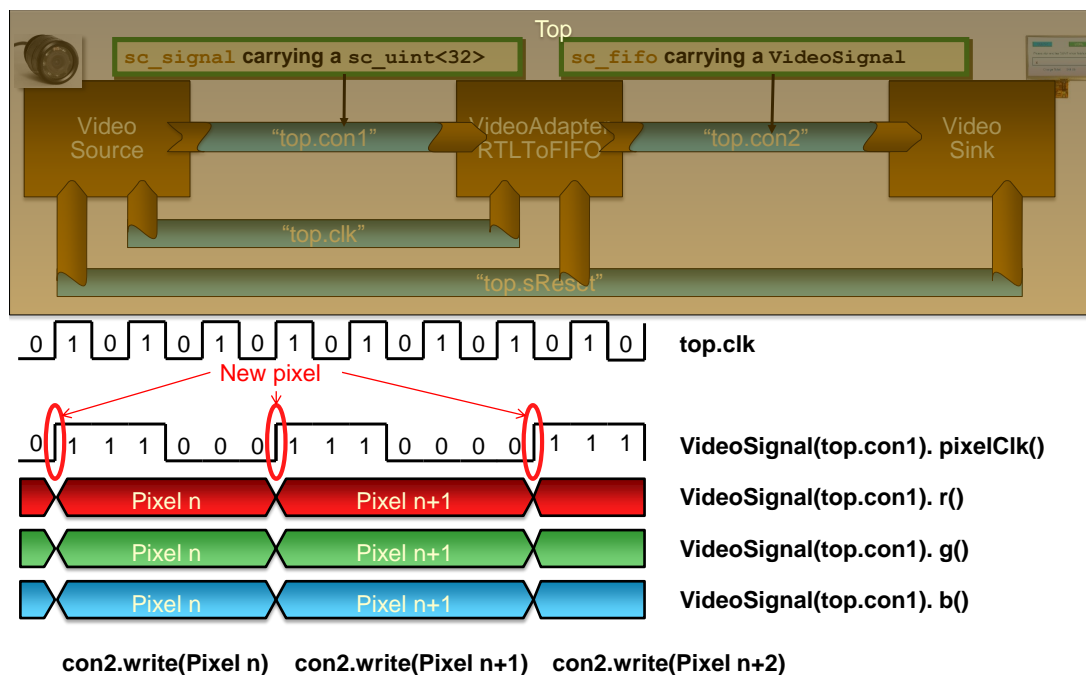 Top
sc_signal carrying a sc_uint<32>
sc_fifo carrying a VideoSignal
Video
Source
"top.con1"
VideoAdapter
RTLToFIFO
"top.con2"
Video
Sink
"top.clk"
"top.sReset"
0 1 0 1 0 1 0 1 0 1 0 1 0 1 0 1 0 top.clk
New pixel
0 1 1 1 0 0 0 1 1 1 0 0 0 0 1 1 1 VideoSignal(top.con1). pixelClk()
Pixel n Pixel n+1 VideoSignal(top.con1). r()
Pixel n Pixel n+1 VideoSignal(top.con1). g()
Pixel n Pixel n+1 VideoSignal(top.con1). b()
con2.write(Pixel n) con2.write(Pixel n+1) con2.write(Pixel n+2)